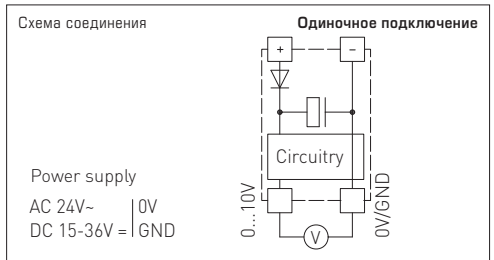 Схема соединения
Одиночное подключение
+ −
Circuitry
Power supply
AC 24V~ 0V
DC 15-36V = GND
0...10V
0V/GND
V